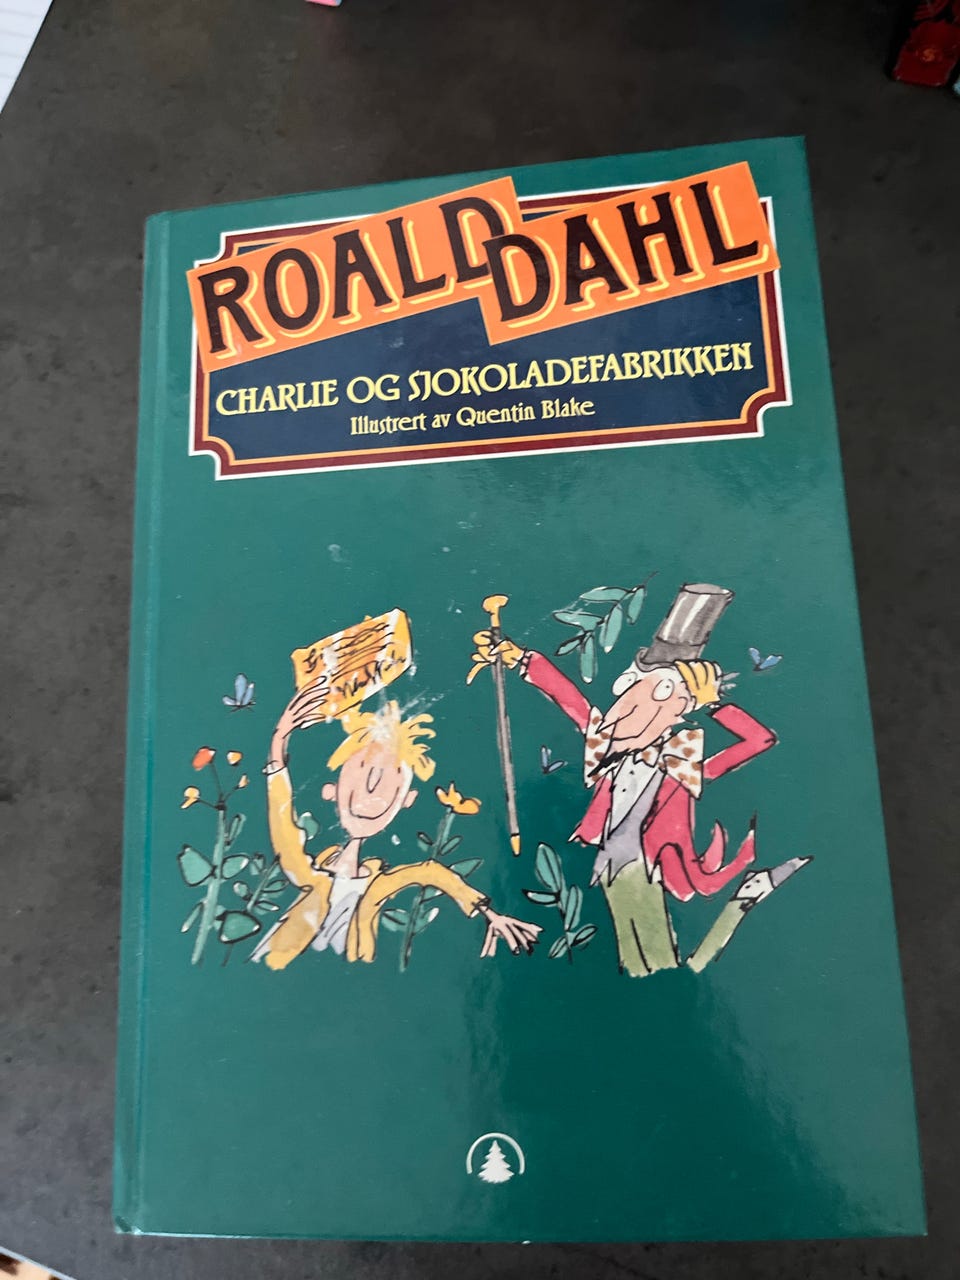 ROALD
DAHL
CHARLIE OG SJOKOLADEFABRIKKEN
Illustrert av Quentin Blake